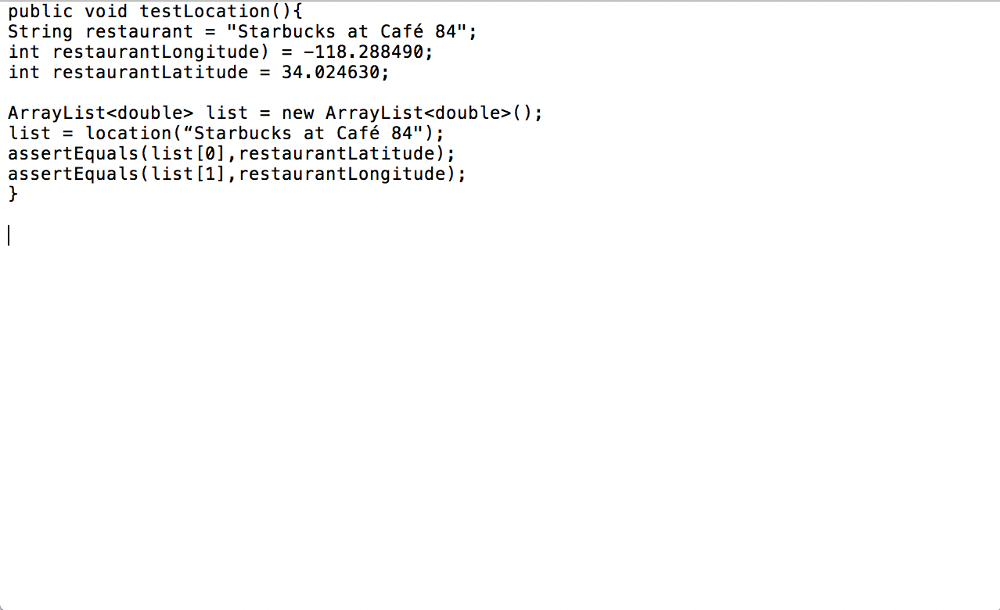 public void testLocation(){
String restaurant = "Starbucks at Café 84";
int restaurantLongitude) = −118.288490;
int restaurantLatitude = 34.024630;
ArrayList<double> list = new ArrayList<double>();
list = location(“Starbucks at Café 84");
assertEquals(list[0],restaurantLatitude);
assertEquals(list[1],restaurantLongitude);
}